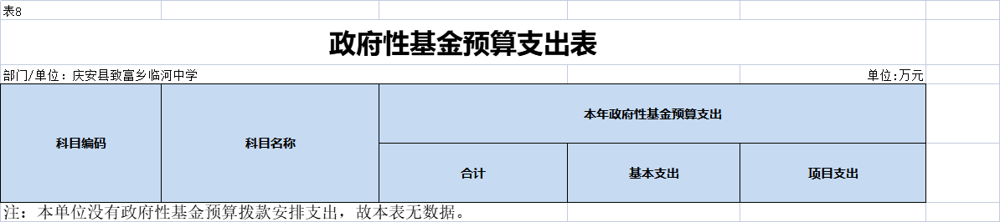 表8
政府性基金预算支出表
部门/单位：庆安县致富乡临河中学 单位:万元
科目编码 科目名称 本年政府性基金预算支出
合计 基本支出 项目支出
注：本单位没有政府性基金预算拨款安排支出，故本表无数据。